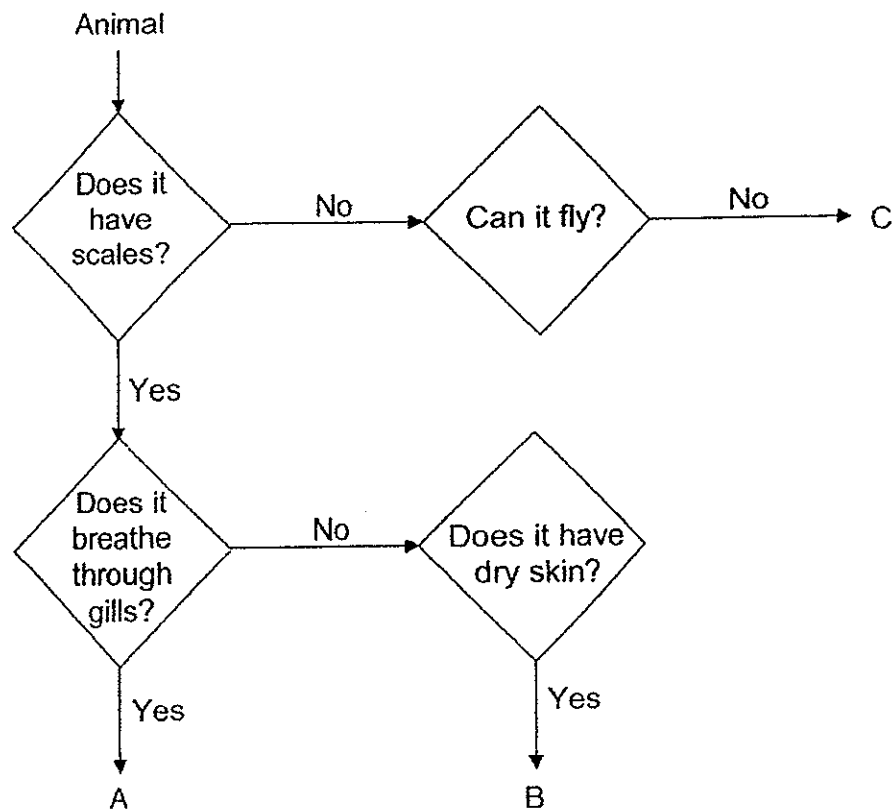 Animal
Does it
have
scales?
No
Can it fly?
No
C
Yes
Does it
breathe
through
gills?
No
Does it have
dry skin?
Yes
A
Yes
B